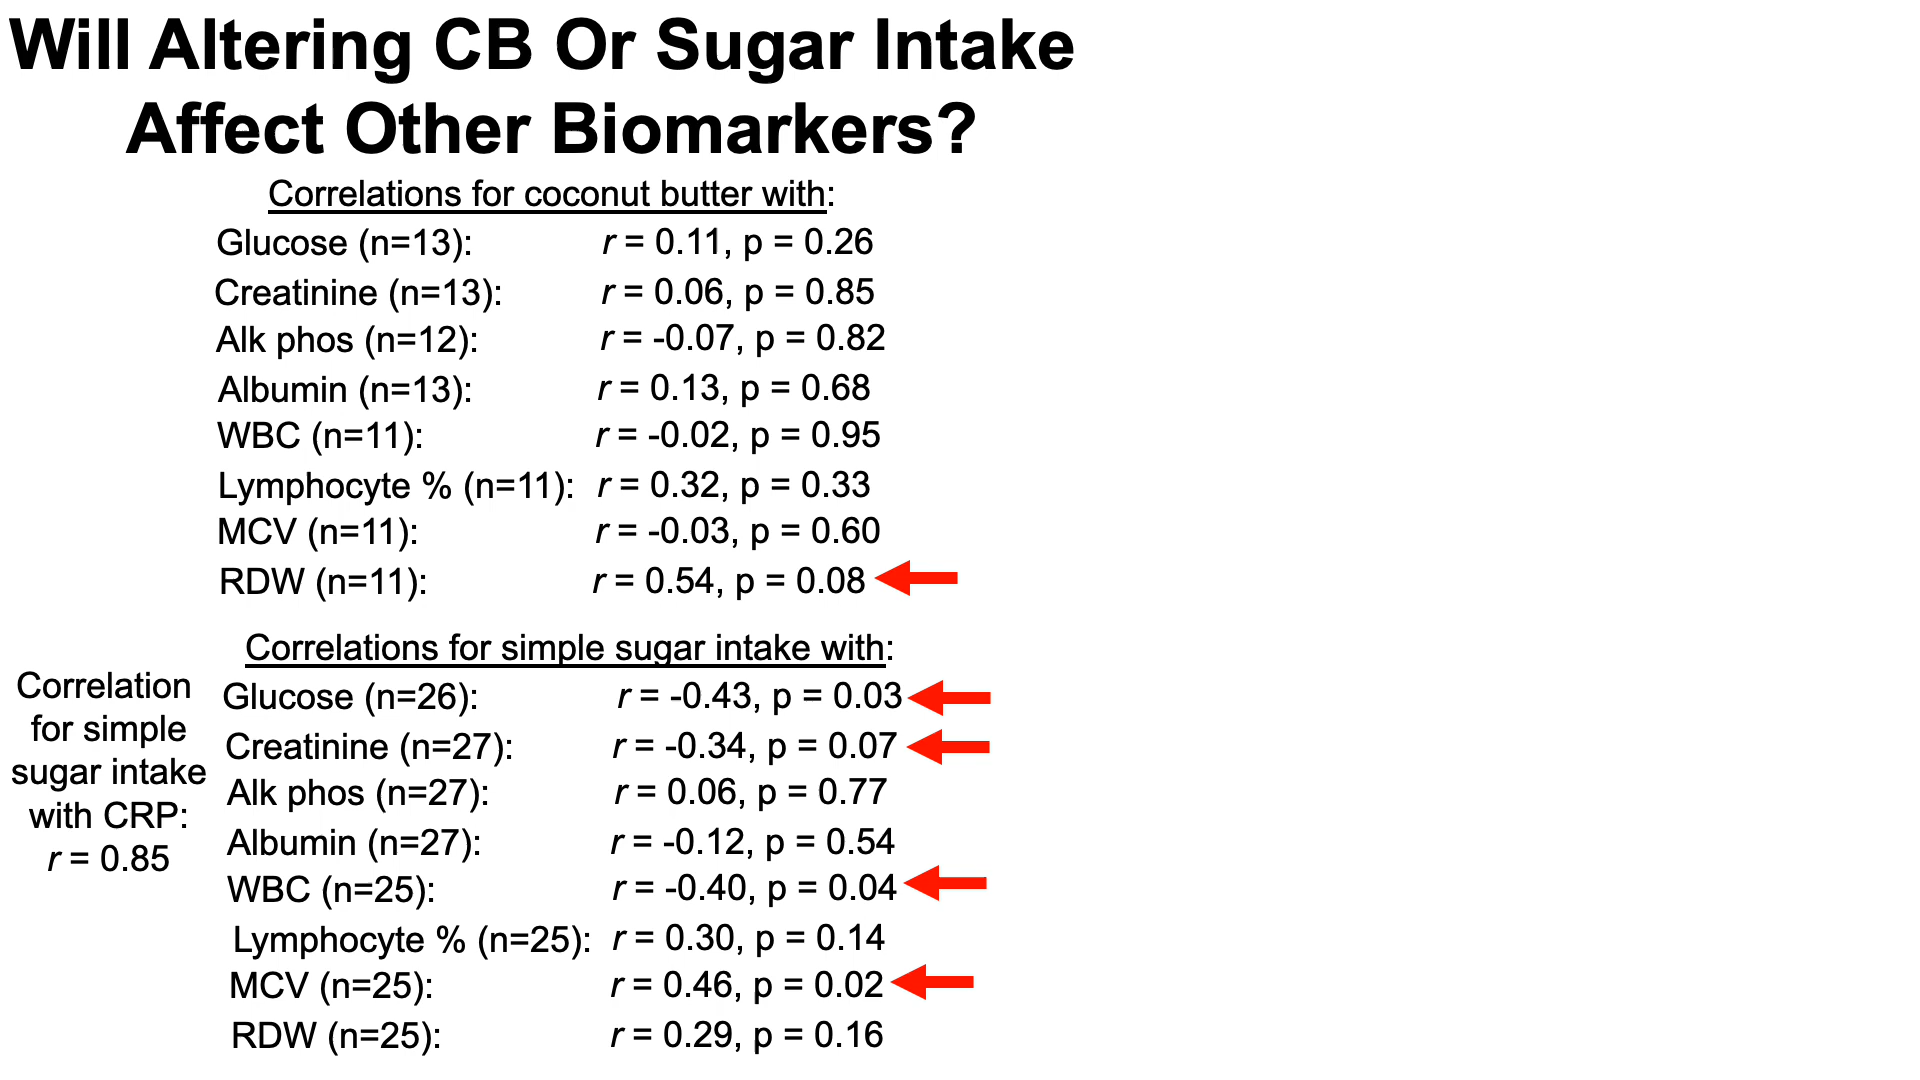 Will Altering CB Or Sugar Intake
Affect Other Biomarkers?
Correlations for coconut butter with:
Glucose (n=13): r = 0.11, p = 0.26
Creatinine (n=13): r = 0.06, p = 0.85
Alk phos (n=12): r = -0.07, p = 0.82
Albumin (n=13): r = 0.13, p = 0.68
WBC (n=11): r = -0.02, p = 0.95
Lymphocyte % (n=11): r = 0.32, p = 0.33
MCV (n=11): r = -0.03, p = 0.60
RDW (n=11): r = 0.54, p = 0.08
Correlation
for simple
sugar intake
with CRP:
r = 0.85
Correlations for simple sugar intake with:
Glucose (n=26): r = -0.43, p = 0.03
Creatinine (n=27): r = -0.34, p = 0.07
Alk phos (n=27): r = 0.06, p = 0.77
Albumin (n=27): r = -0.12, p = 0.54
WBC (n=25): r = -0.40, p = 0.04
Lymphocyte % (n=25): r = 0.30, p = 0.14
MCV (n=25): r = 0.46, p = 0.02
RDW (n=25): r = 0.29, p = 0.16